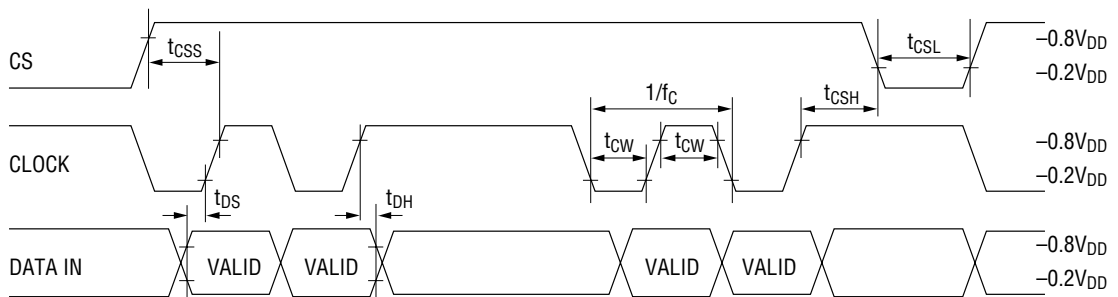 CS
tCSS
tCSL
–0.8VDD
–0.2VDD
1/fC
tCSH
CLOCK
tCW
tCW
–0.8VDD
–0.2VDD
tDS
tDH
DATA IN
VALID
VALID
VALID
VALID
–0.8VDD
–0.2VDD